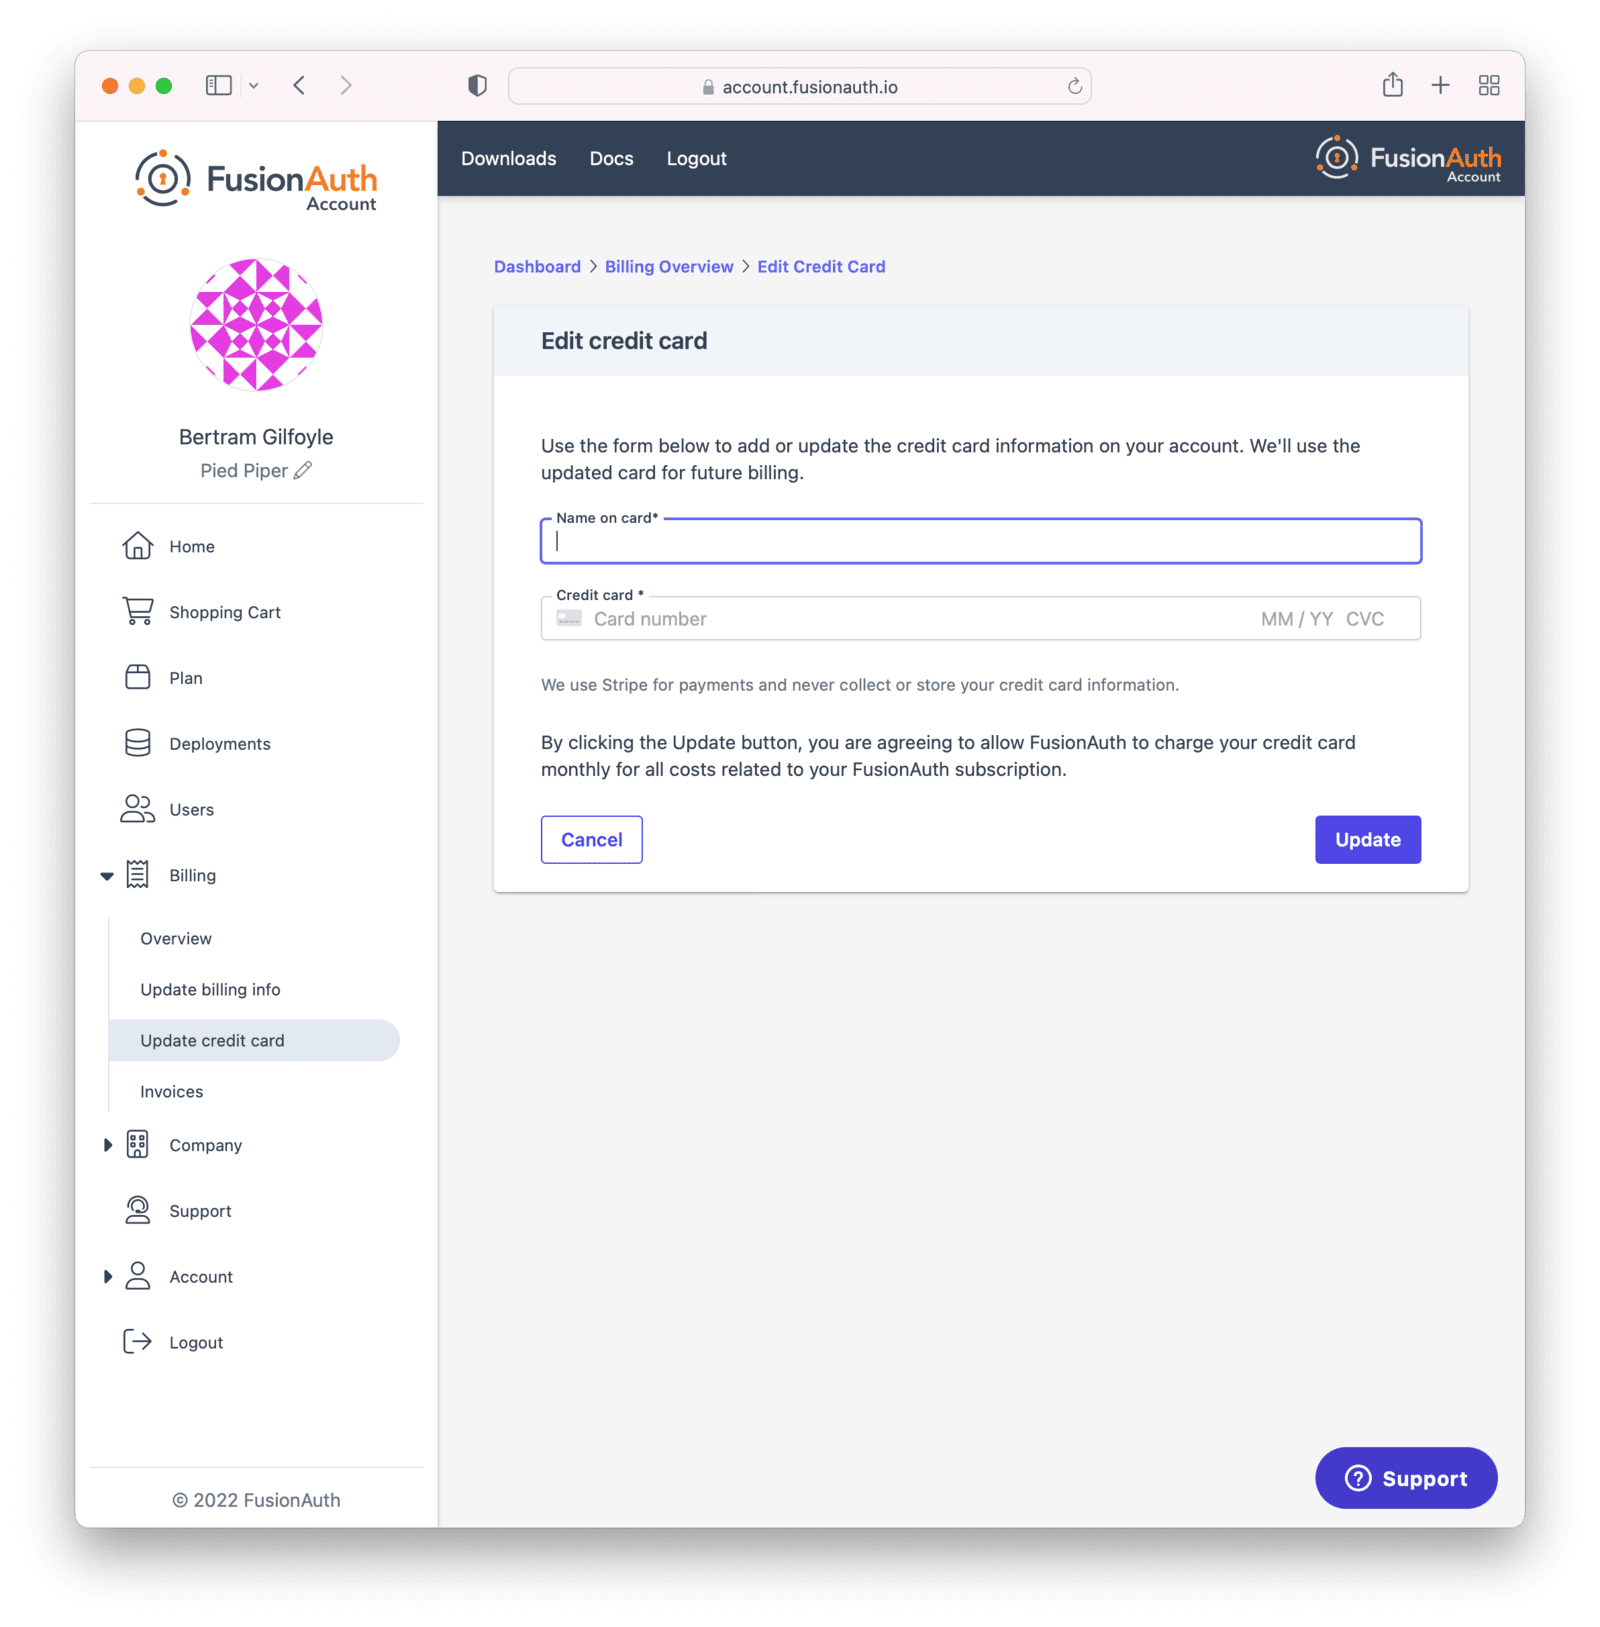 account.fusionauth.io
FusionAuth
Account
Bertram Gilfoyle
Pied Piper
Home
Shopping Cart
Plan
Deployments
Users
Billing
Overview
Update billing info
Update credit card
Invoices
Company
Support
Account
Logout
© 2022 FusionAuth
Downloads Docs Logout
FusionAuth
Account
Dashboard > Billing Overview > Edit Credit Card
Edit credit card
Use the form below to add or update the credit card information on your account. We'll use the
updated card for future billing.
Name on card*
Credit card *
Card number MM / YY CVC
We use Stripe for payments and never collect or store your credit card information.
By clicking the Update button, you are agreeing to allow FusionAuth to charge your credit card
monthly for all costs related to your FusionAuth subscription.
Cancel Update
? Support